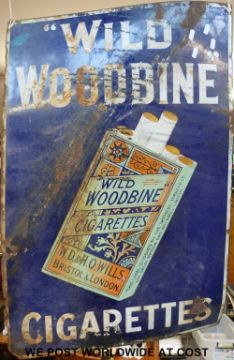 "WILD
WOODBINE
"WILD
WOODBINE"
CIGARETTES
W.D.& H.O.WILLS
BRISTOL & LONDON.
CIGARETTES
WE POST WORLDWIDE AT COST